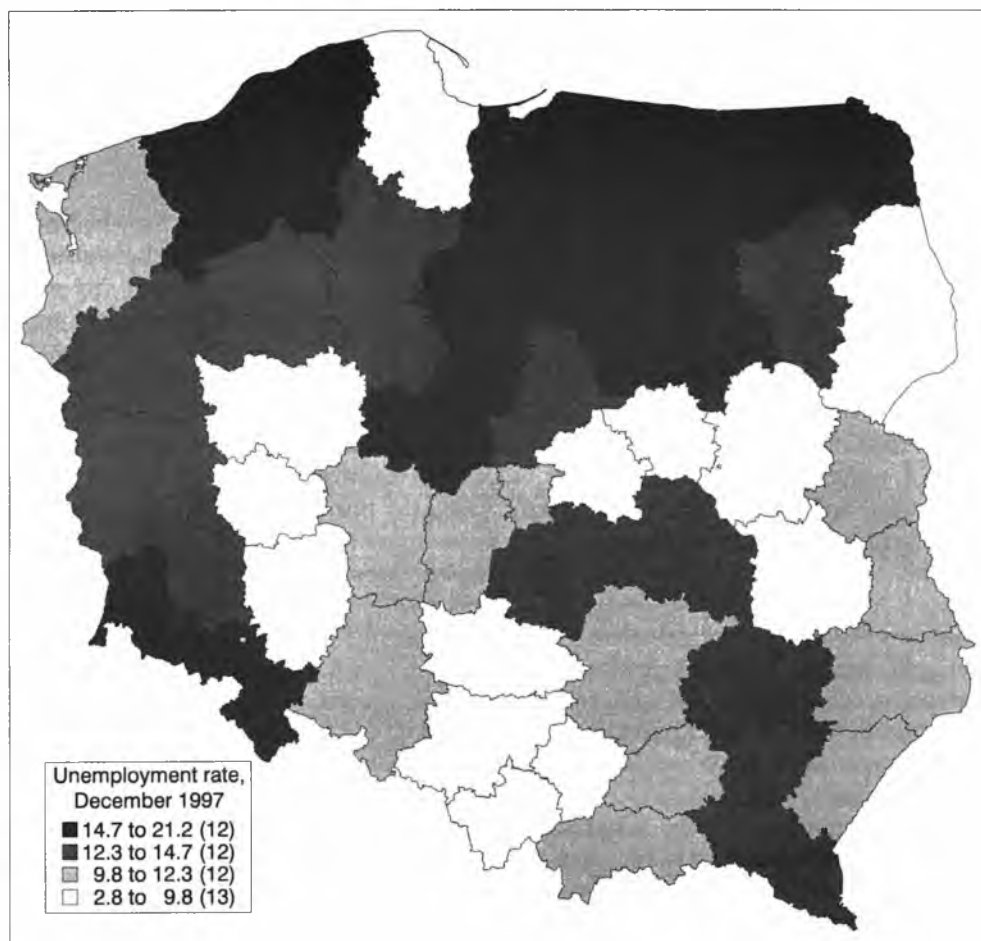 Unemployment rate,
December 1997
14.7 to 21.2 (12)
12.3 to 14.7 (12)
9.8 to 12.3 (12)
2.8 to 9.8 (13)